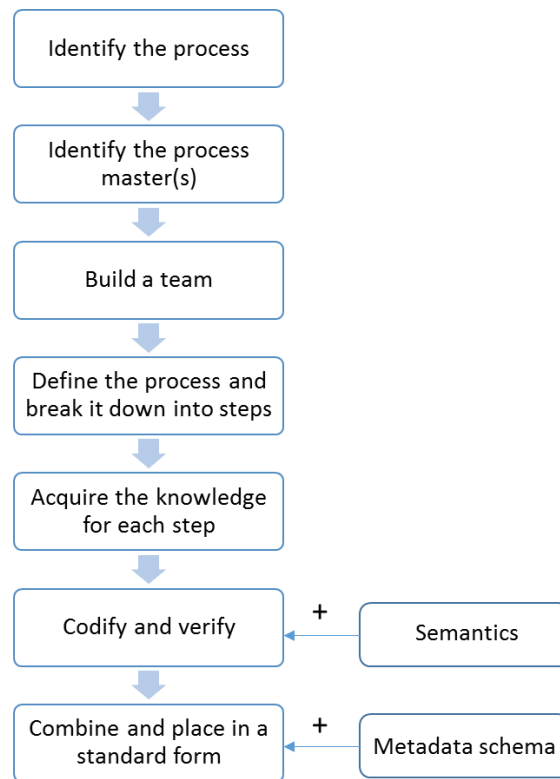 Identify the process
Identify the process
master(s)
Build a team
Define the process and
break it down into steps
Acquire the knowledge
for each step
Codify and verify
+
Semantics
Combine and place in a
standard form
+
Metadata schema